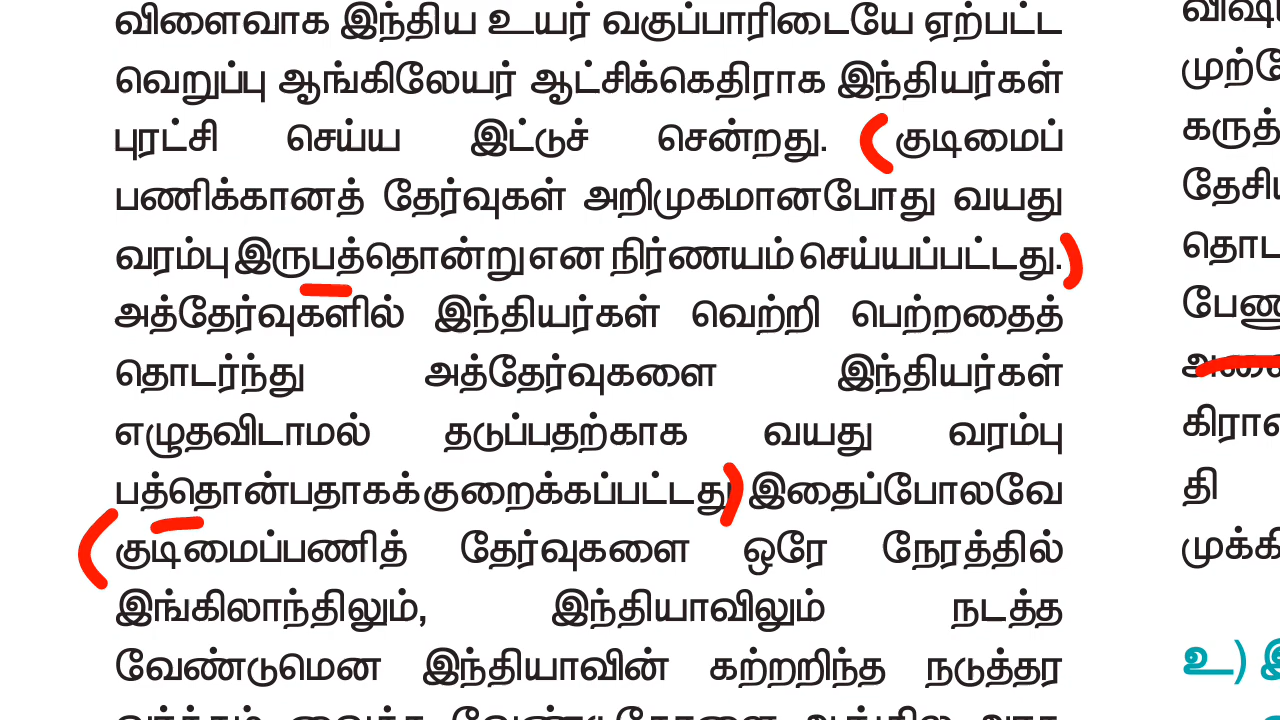 விளைவாக இந்திய உயர் வகுப்பாரிடையே ஏற்பட்ட
வெறுப்பு ஆங்கிலேயர் ஆட்சிக்கெதிராக இந்தியர்கள்
புரட்சி செய்ய இட்டுச் சென்றது. குடிமைப்
பணிக்கானத் தேர்வுகள் அறிமுகமானபோது வயது
வரம்பு இருபத்தொன்று என நிர்ணயம் செய்யப்பட்டது.
அத்தேர்வுகளில் இந்தியர்கள் வெற்றி பெற்றதைத்
தொடர்ந்து அத்தேர்வுகளை இந்தியர்கள்
எழுதவிடாமல் தடுப்பதற்காக வயது வரம்பு
பத்தொன்பதாகக் குறைக்கப்பட்டது இதைப்போலவே
குடிமைப்பணித் தேர்வுகளை ஒரே நேரத்தில்
இங்கிலாந்திலும், இந்தியாவிலும் நடத்த
வேண்டுமென இந்தியாவின் கற்றறிந்த நடுத்தர
தி
உ)